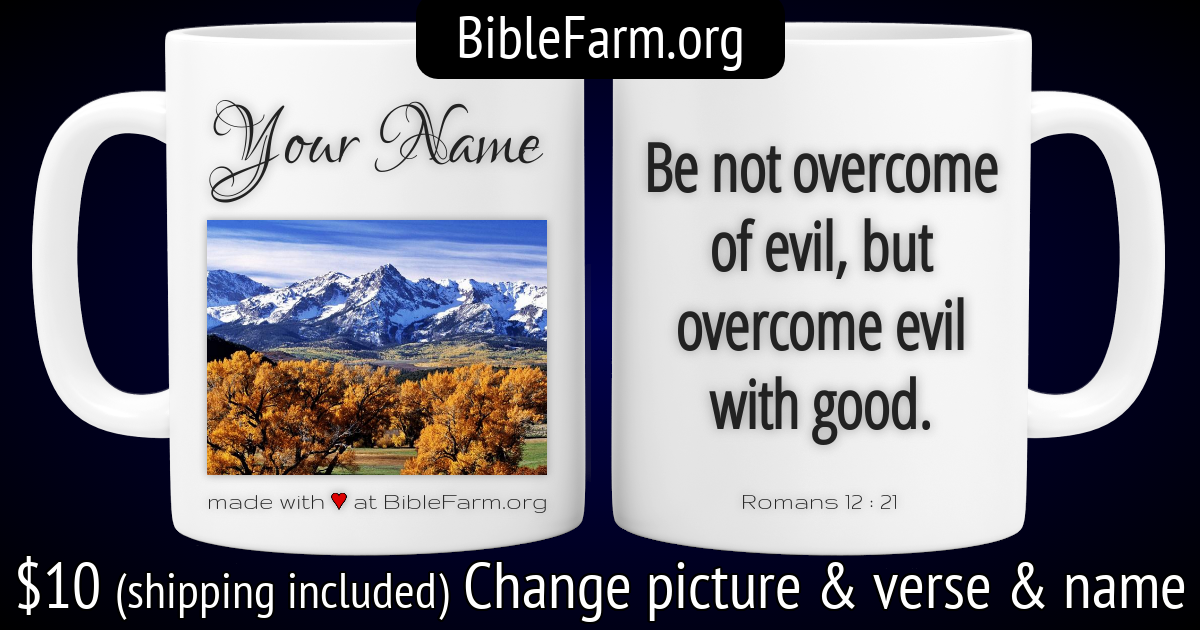 BibleFarm.org
Your Name
made with ♥ at BibleFarm.org
Be not overcome
of evil, but
overcome evil
with good.
Romans 12 : 21
$10 (shipping included) Change picture & verse & name